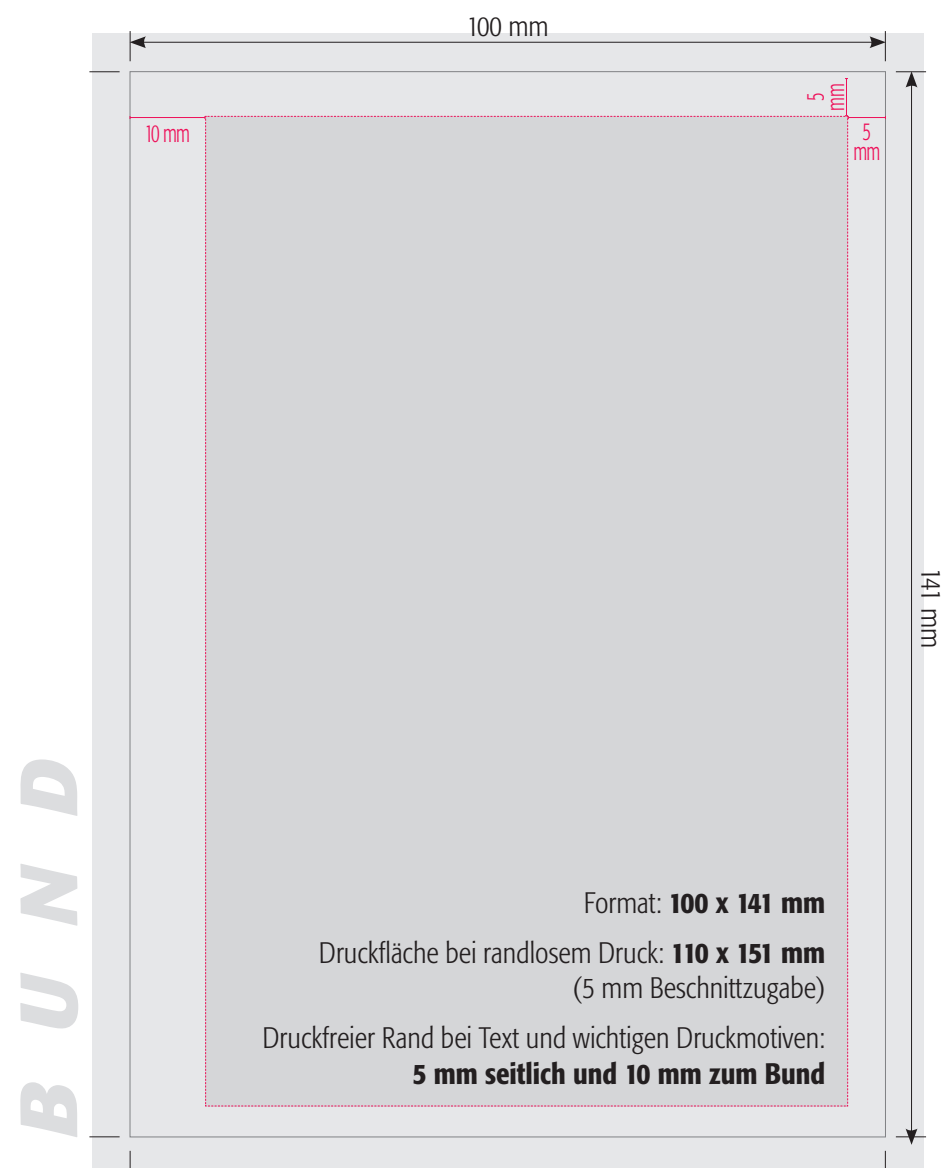 100 mm
5
mm
10 mm
5
mm
141 mm
BUND
Format: 100 x 141 mm
Druckfläche bei randlosem Druck: 110 x 151 mm
(5 mm Beschnittzugabe)
Druckfreier Rand bei Text und wichtigen Druckmotiven:
5 mm seitlich und 10 mm zum Bund